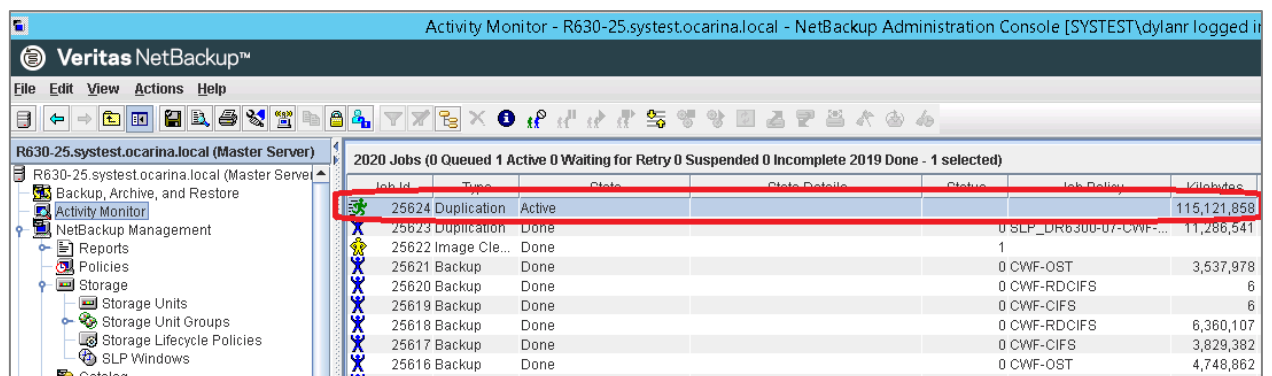 Activity Monitor - R630-25.systest.ocarina.local - NetBackup Administration Console [SYSTEST\dylanr logged in
Veritas NetBackup™
File Edit View Actions Help
R630-25.systest.ocarina.local (Master Server)
R630-25.systest.ocarina.local (Master Server
Backup, Archive, and Restore
Activity Monitor
NetBackup Management
Reports
Policies
Storage
Storage Units
Storage Unit Groups
Storage Lifecycle Policies
SLP Windows
Catalog
2020 Jobs (0 Queued 1 Active 0 Waiting for Retry 0 Suspended 0 Incomplete 2019 Done - 1 selected)
Job Id Type State State Details Status Job Policy Kilobytes
25624 Duplication Active 115,121,858
25623 Duplication Done 0 SLP_DR6300-07-CWF-... 11,286,541
25622 Image Cle... Done 1
25621 Backup Done 0 CWF-OST 3,537,978
25620 Backup Done 0 CWF-RDCIFS 6
25619 Backup Done 0 CWF-CIFS 6
25618 Backup Done 0 CWF-RDCIFS 6,360,107
25617 Backup Done 0 CWF-CIFS 3,829,382
25616 Backup Done 0 CWF-OST 4,748,862